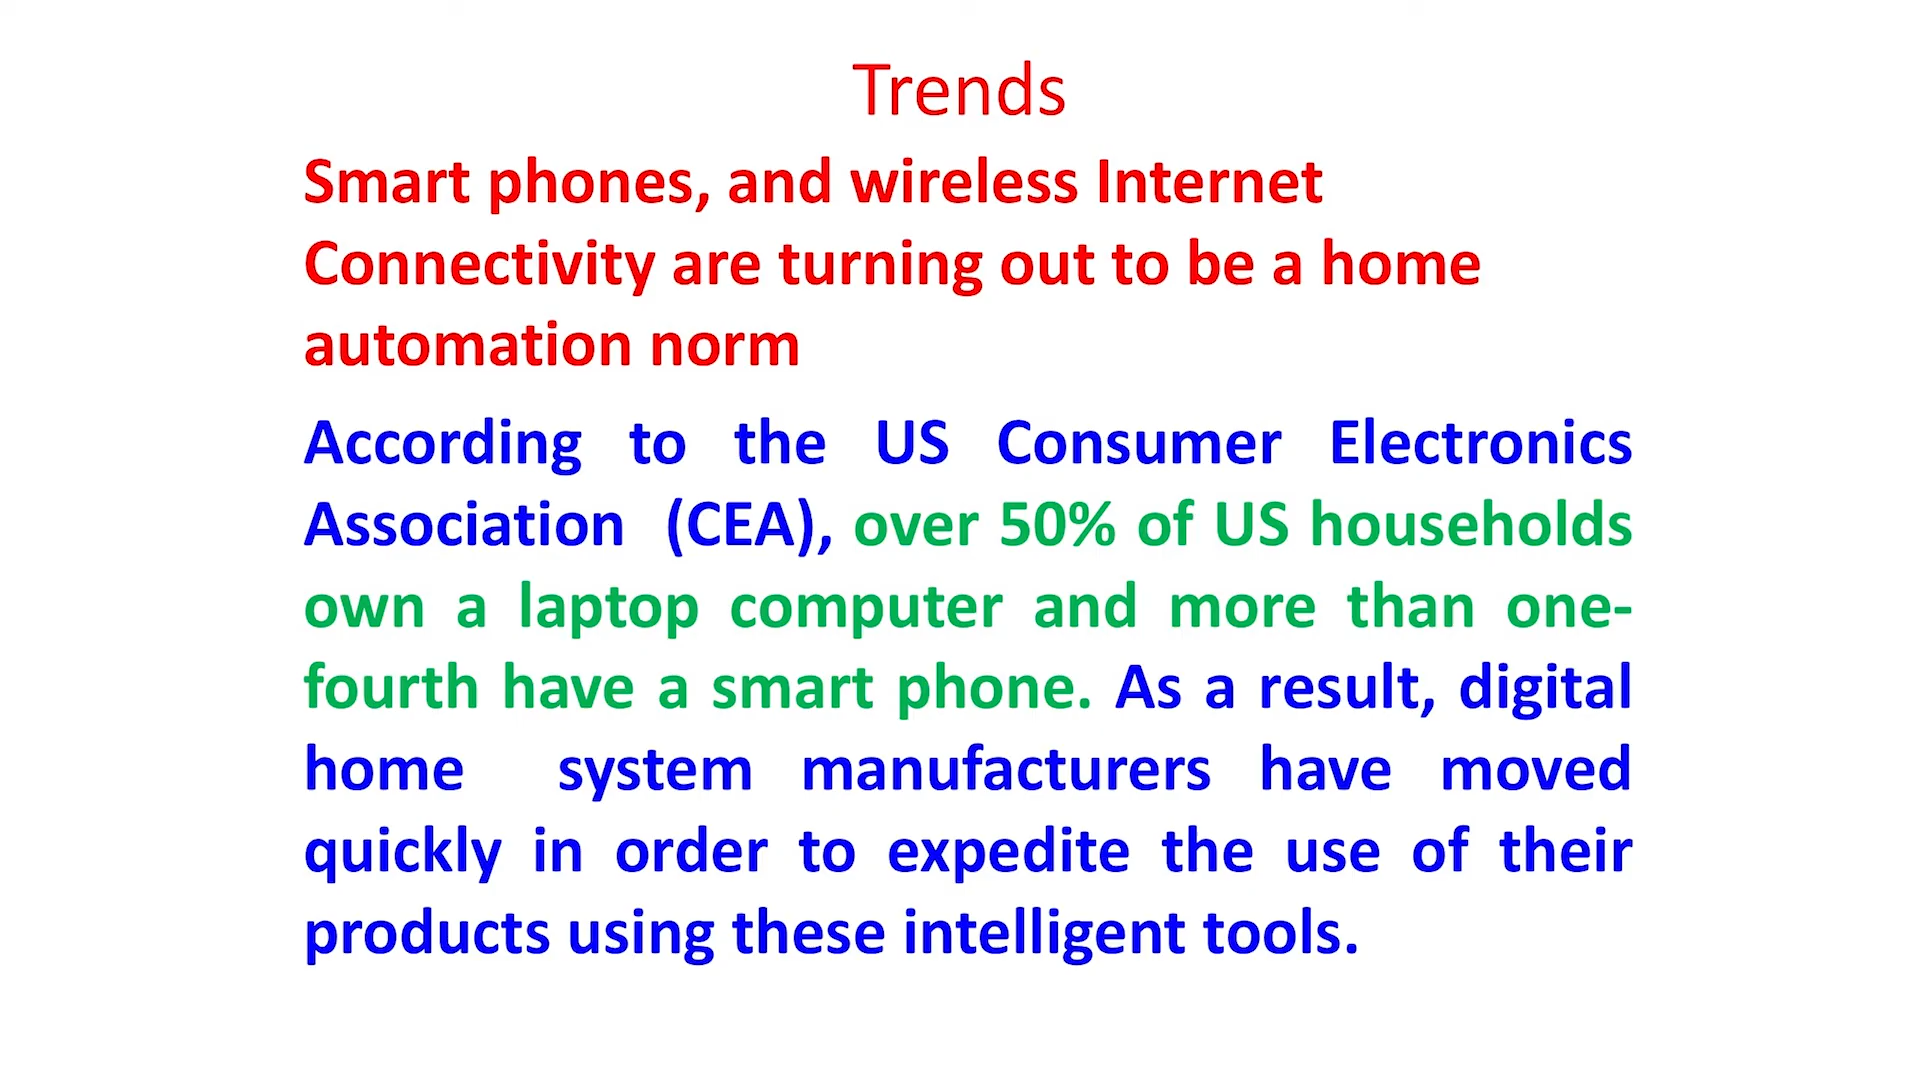 Trends
Smart phones, and wireless Internet
Connectivity are turning out to be a home
automation norm
According to the US Consumer Electronics
Association (CEA), over 50% of US households
own a laptop computer and more than one-
fourth have a smart phone. As a result, digital
home system manufacturers have moved
quickly in order to expedite the use of their
products using these intelligent tools.